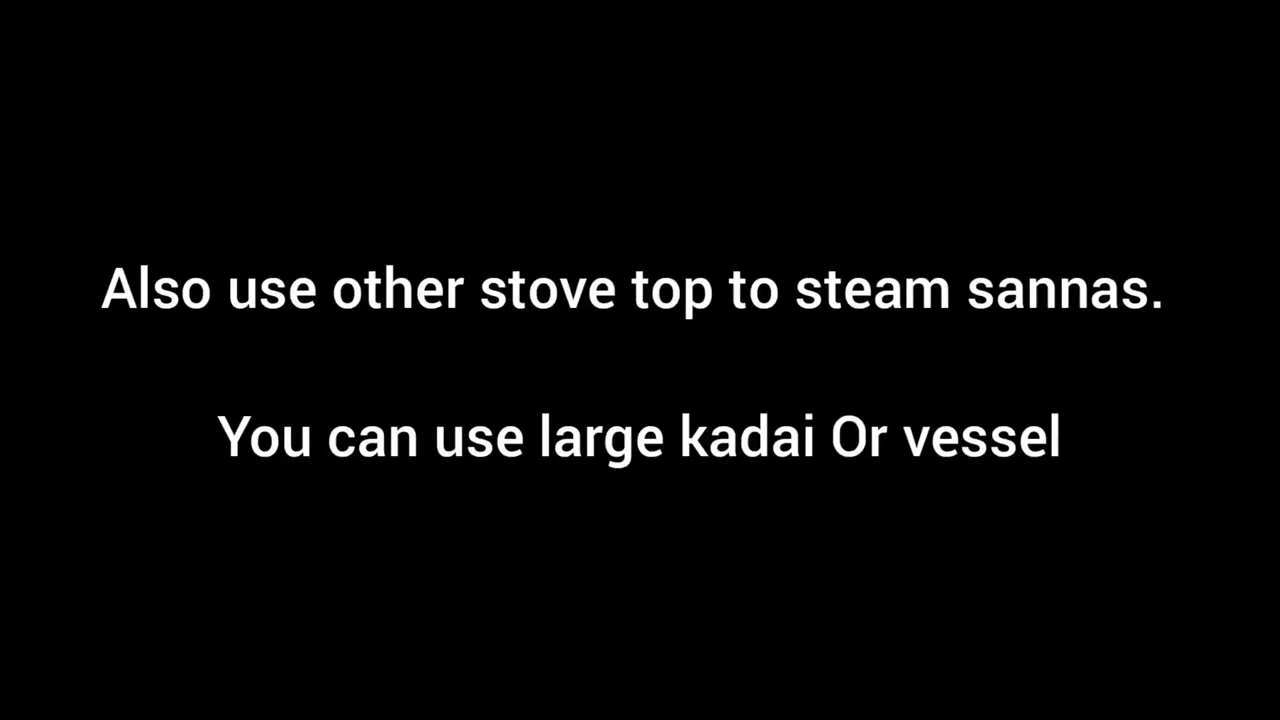 Also use other stove top to steam sannas.
You can use large kadai Or vessel